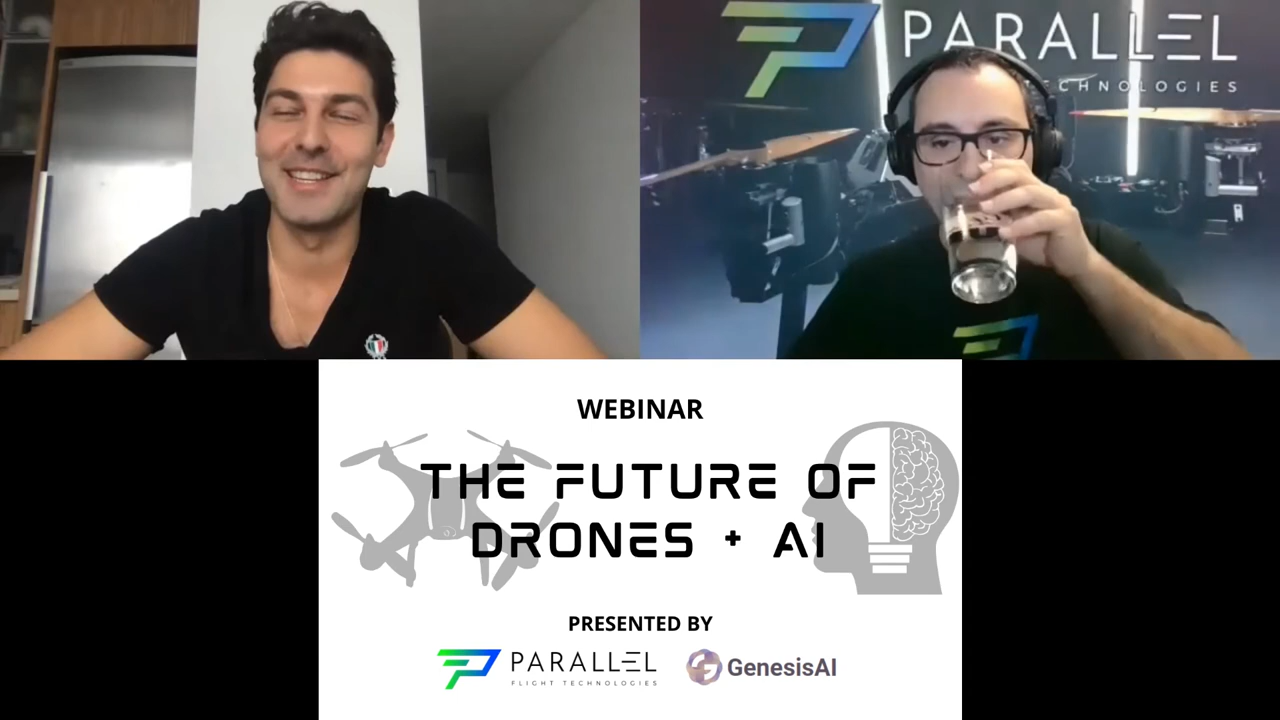 PARALLEL
TECHNOLOGIES
WEBINAR
THE FUTURE OF
DRONES + AI
PRESENTED BY
PARALLEL
FLIGHT TECHNOLOGIES
GenesisAI